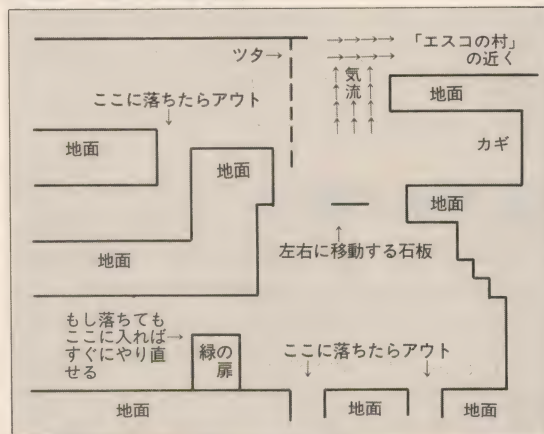 ツタ→
→→→→
→→→→
「エスコの村」
の近く
気流
↑↑↑
ここに落ちたらアウト
↓
地面
地面
地面
カギ
地面
地面
↑
左右に移動する石板
もし落ちても
ここに入れば→
すぐにやり直
せる
緑の
扉
ここに落ちたらアウト
↓ ↓
地面
地面
地面